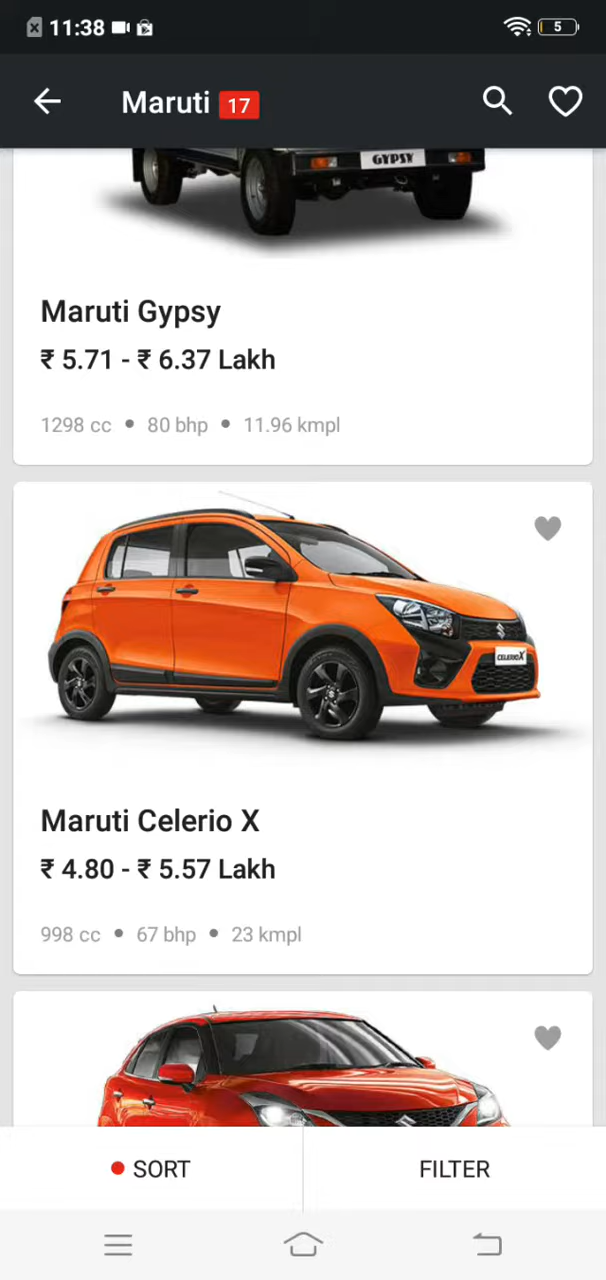 11:38
5
Maruti 17
GYPSY
Maruti Gypsy
₹ 5.71 - ₹ 6.37 Lakh
1298 cc • 80 bhp • 11.96 kmpl
CELERIO X
Maruti Celerio X
₹ 4.80 - ₹ 5.57 Lakh
998 cc • 67 bhp • 23 kmpl
SORT
FILTER